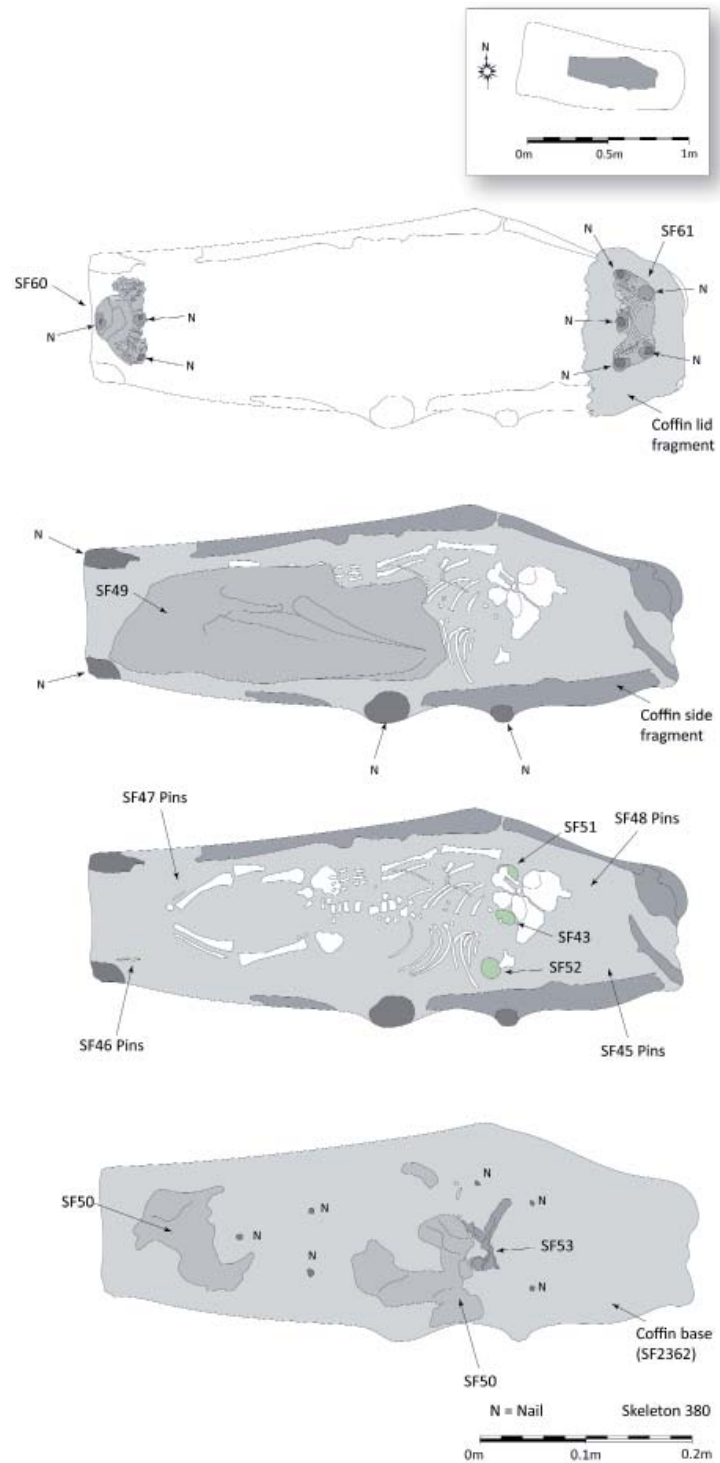 N
0m 0.5m 1m
N
SF61
SF60
N
N
N
N
N
N
N
Coffin lid
fragment
N
SF49
N
Coffin side
fragment
N
N
SF47 Pins
SF51
SF48 Pins
SF43
SF52
SF46 Pins
SF45 Pins
N
SF50
N
N
N
SF53
N
N
Coffin base
(SF2362)
SF50
N = Nail Skeleton 380
0m 0.1m 0.2m